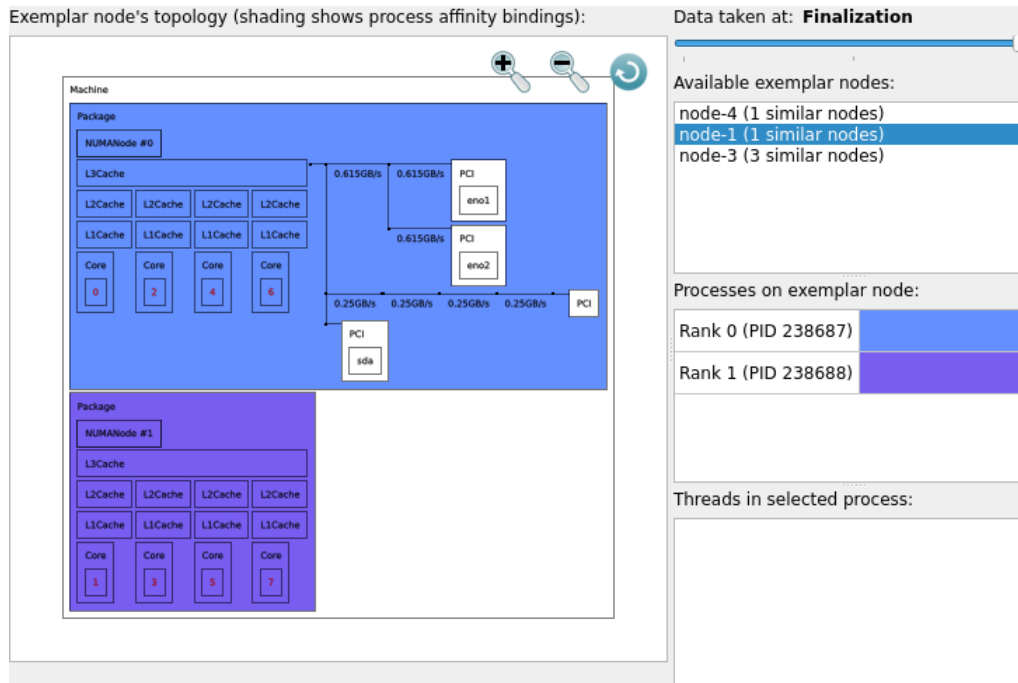 Exemplar node's topology (shading shows process affinity bindings):
Machine
Package
NUMANode #0
L3Cache
L2Cache L2Cache L2Cache L2Cache
L1Cache L1Cache L1Cache L1Cache
Core Core Core Core
0 2 4 6
0.615GB/s 0.615GB/s PCI
eno1
0.615GB/s PCI
eno2
0.25GB/s 0.25GB/s 0.25GB/s 0.25GB/s PCI
PCI
sda
Package
NUMANode #1
L3Cache
L2Cache L2Cache L2Cache L2Cache
L1Cache L1Cache L1Cache L1Cache
Core Core Core Core
1 3 5 7
Data taken at: Finalization
Available exemplar nodes:
node-4 (1 similar nodes)
node-1 (1 similar nodes)
node-3 (3 similar nodes)
Processes on exemplar node:
Rank 0 (PID 238687)
Rank 1 (PID 238688)
Threads in selected process: